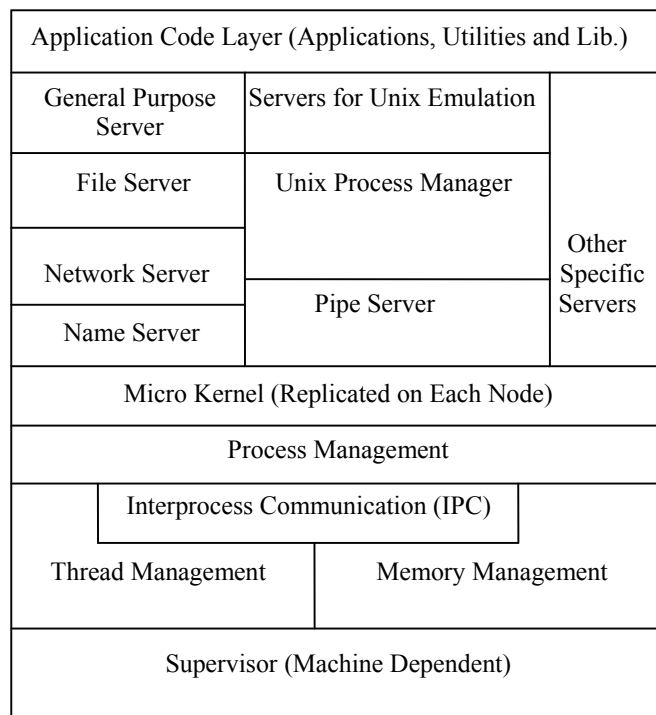 Application Code Layer (Applications, Utilities and Lib.)
General Purpose
Server
Servers for Unix Emulation
File Server
Unix Process Manager
Other
Specific
Servers
Network Server
Pipe Server
Name Server
Micro Kernel (Replicated on Each Node)
Process Management
Interprocess Communication (IPC)
Thread Management
Memory Management
Supervisor (Machine Dependent)